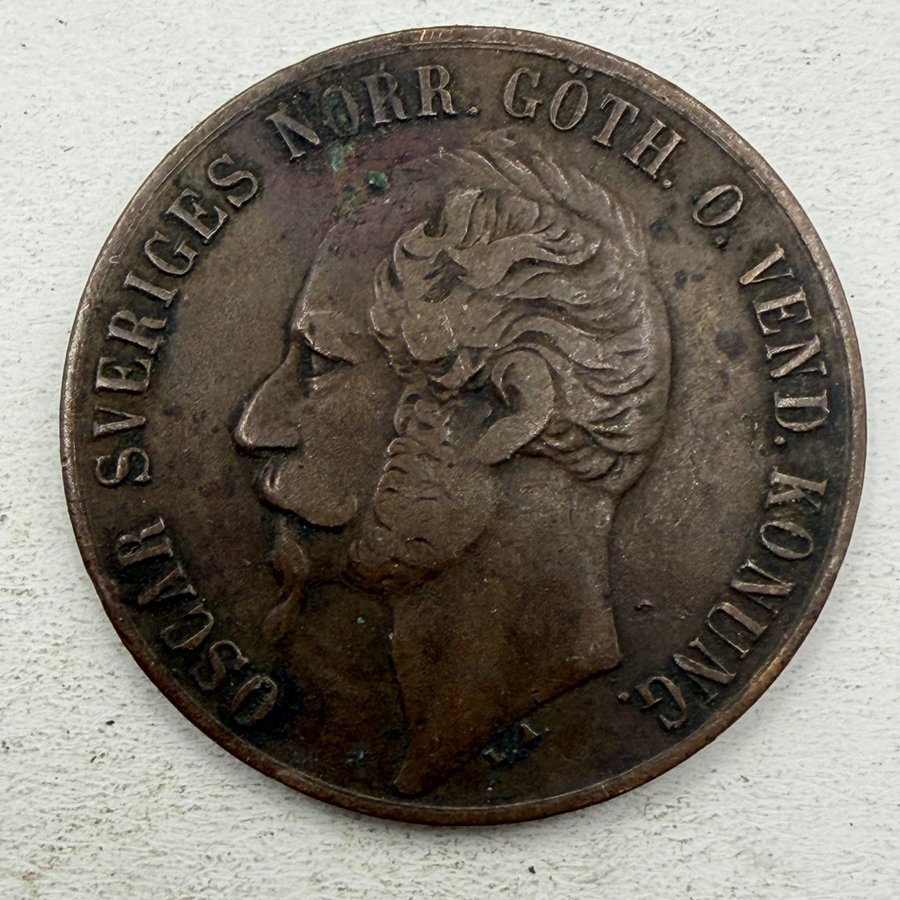 OSCAR SVERIGES NORR. GÖTH. O. VEND. KONUNG.